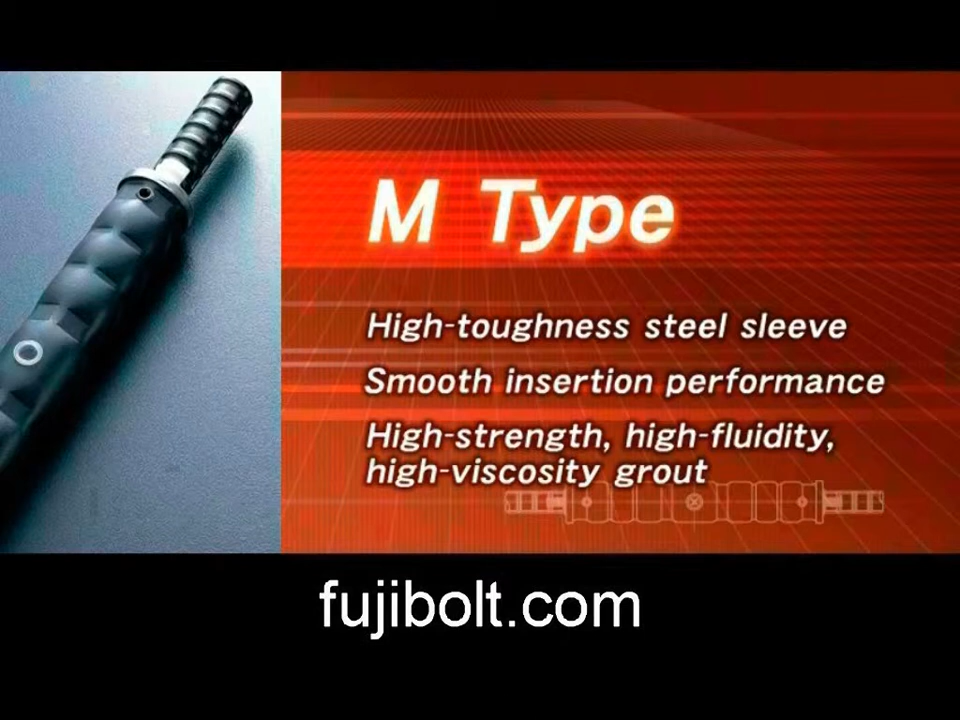 M Type
High-toughness steel sleeve
Smooth insertion performance
High-strength, high-fluidity,
high-viscosity grout
fujibolt.com